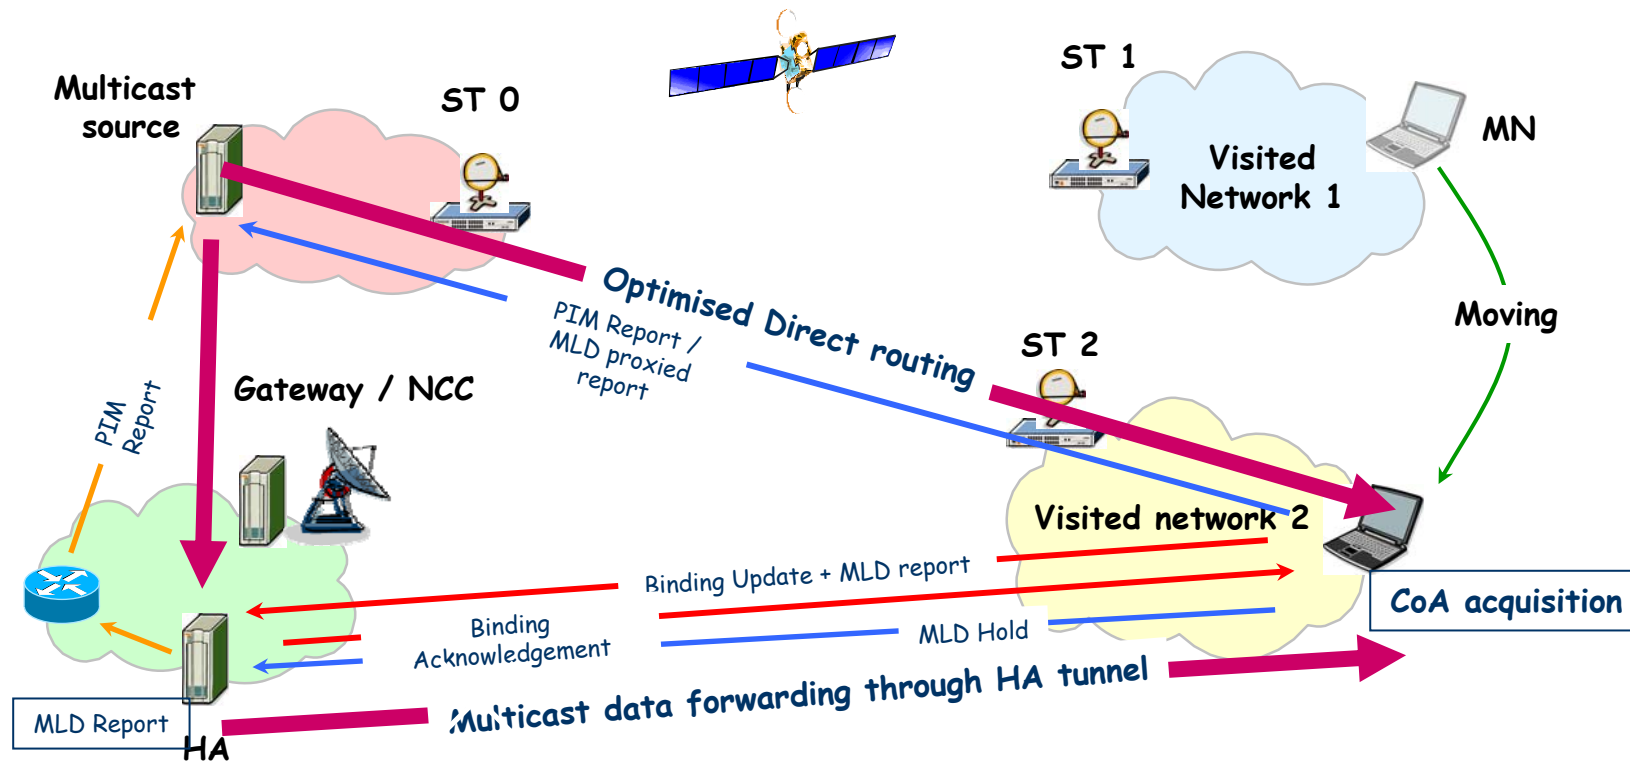 ST 1
Multicast
source
ST 0
MN
Visited
Network 1
Optimised Direct routing
Moving
PIM Report /
MLD proxied
report
ST 2
Gateway / NCC
PIM
Report
Visited network 2
Binding Update + MLD report
CoA acquisition
Binding
Acknowledgement
MLD Hold
Multicast data forwarding through HA tunnel
MLD Report
HA